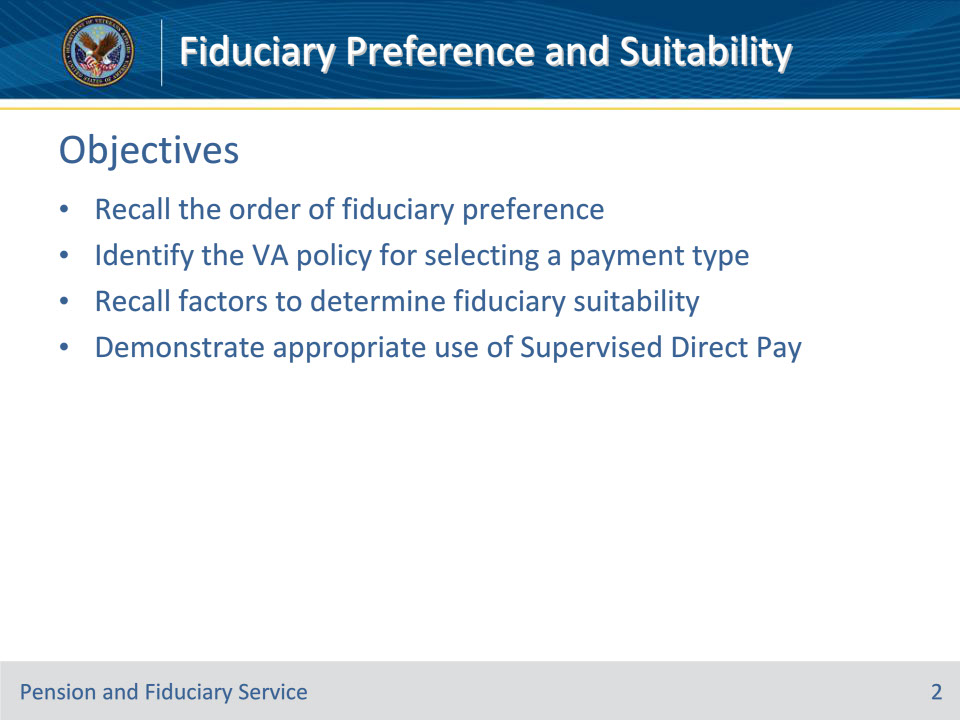 Fiduciary Preference and Suitability
Objectives
• Recall the order of fiduciary preference
• Identify the VA policy for selecting a payment type
• Recall factors to determine fiduciary suitability
• Demonstrate appropriate use of Supervised Direct Pay
Pension and Fiduciary Service
2